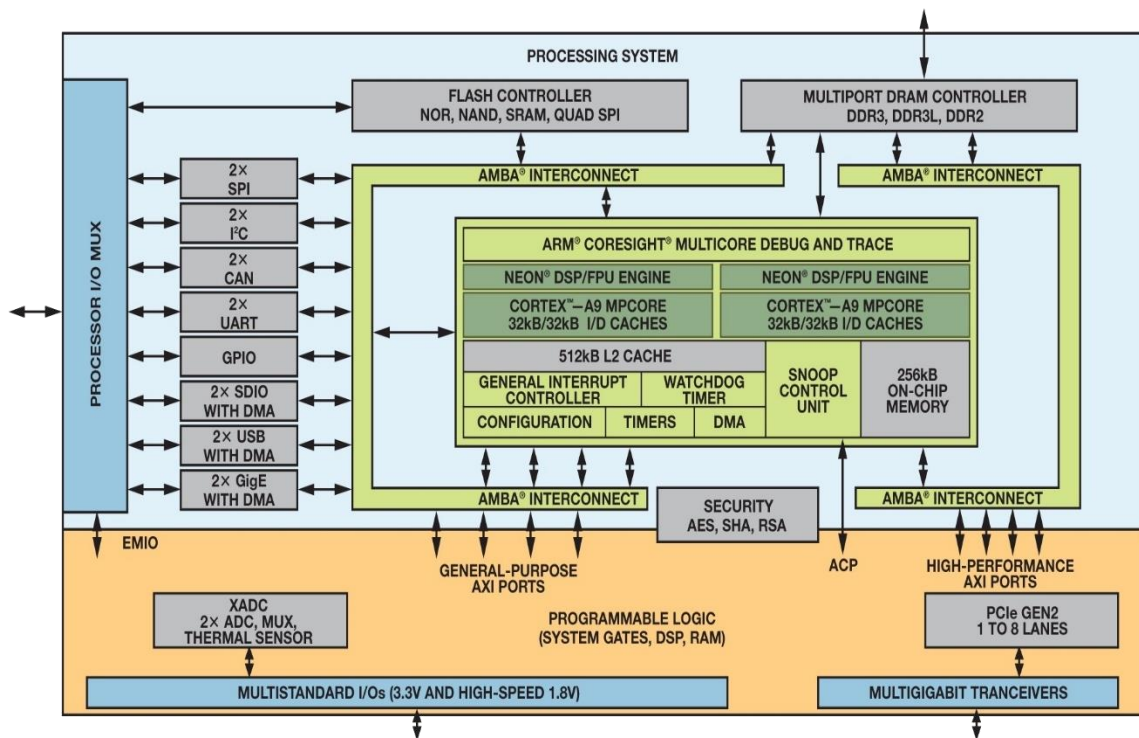 PROCESSING SYSTEM
FLASH CONTROLLER
NOR, NAND, SRAM, QUAD SPI
MULTIPORT DRAM CONTROLLER
DDR3, DDR3L, DDR2
PROCESSOR I/O MUX
2×
SPI
2×
I²C
2×
CAN
2×
UART
GPIO
2× SDIO
WITH DMA
2× USB
WITH DMA
2× GigE
WITH DMA
AMBA® INTERCONNECT
AMBA® INTERCONNECT
ARM® CORESIGHT® MULTICORE DEBUG AND TRACE
NEON® DSP/FPU ENGINE
NEON® DSP/FPU ENGINE
CORTEX™—A9 MPCORE
32kB/32kB I/D CACHES
CORTEX™—A9 MPCORE
32kB/32kB I/D CACHES
512kB L2 CACHE
GENERAL INTERRUPT
CONTROLLER
WATCHDOG
TIMER
CONFIGURATION
TIMERS
DMA
SNOOP
CONTROL
UNIT
256kB
ON-CHIP
MEMORY
AMBA® INTERCONNECT
AMBA® INTERCONNECT
SECURITY
AES, SHA, RSA
EMIO
GENERAL-PURPOSE
AXI PORTS
ACP
HIGH-PERFORMANCE
AXI PORTS
XADC
2× ADC, MUX,
THERMAL SENSOR
PROGRAMMABLE LOGIC
(SYSTEM GATES, DSP, RAM)
PCIe GEN2
1 TO 8 LANES
MULTISTANDARD I/Os (3.3V AND HIGH-SPEED 1.8V)
MULTIGIGABIT TRANCEIVERS